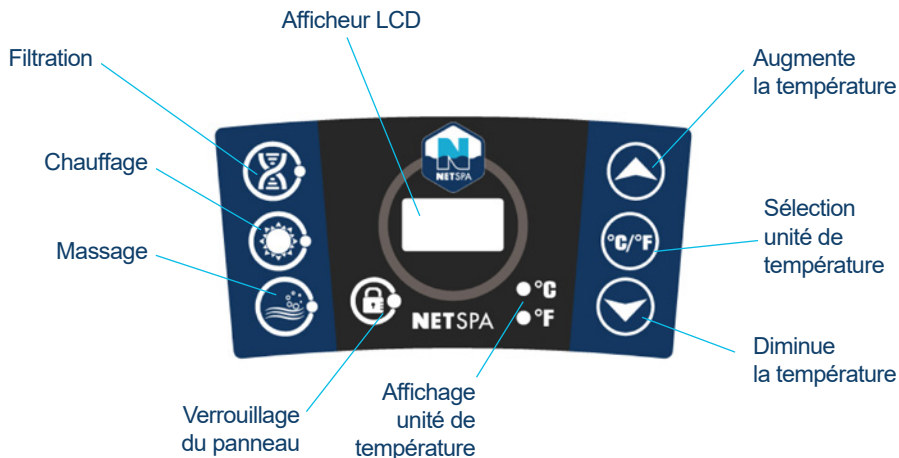 Afficheur LCD
Filtration
Augmente
la température
Chauffage
Sélection
unité de
température
Massage
N
NETSPA
°C/°F
°C
NETSPA
°F
Diminue
la température
Verrouillage
du panneau
Affichage
unité de
température